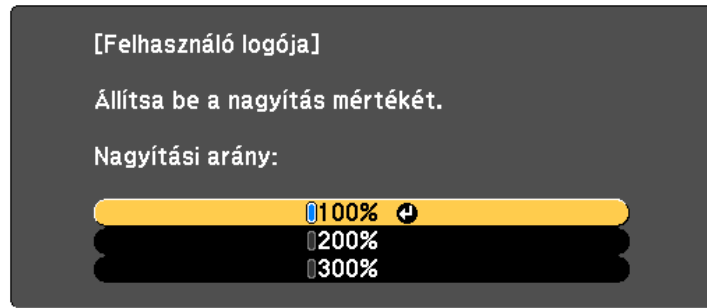 [Felhasználó logója]
Állítsa be a nagyítás mértékét.
Nagyítási arány:
100%
200%
300%